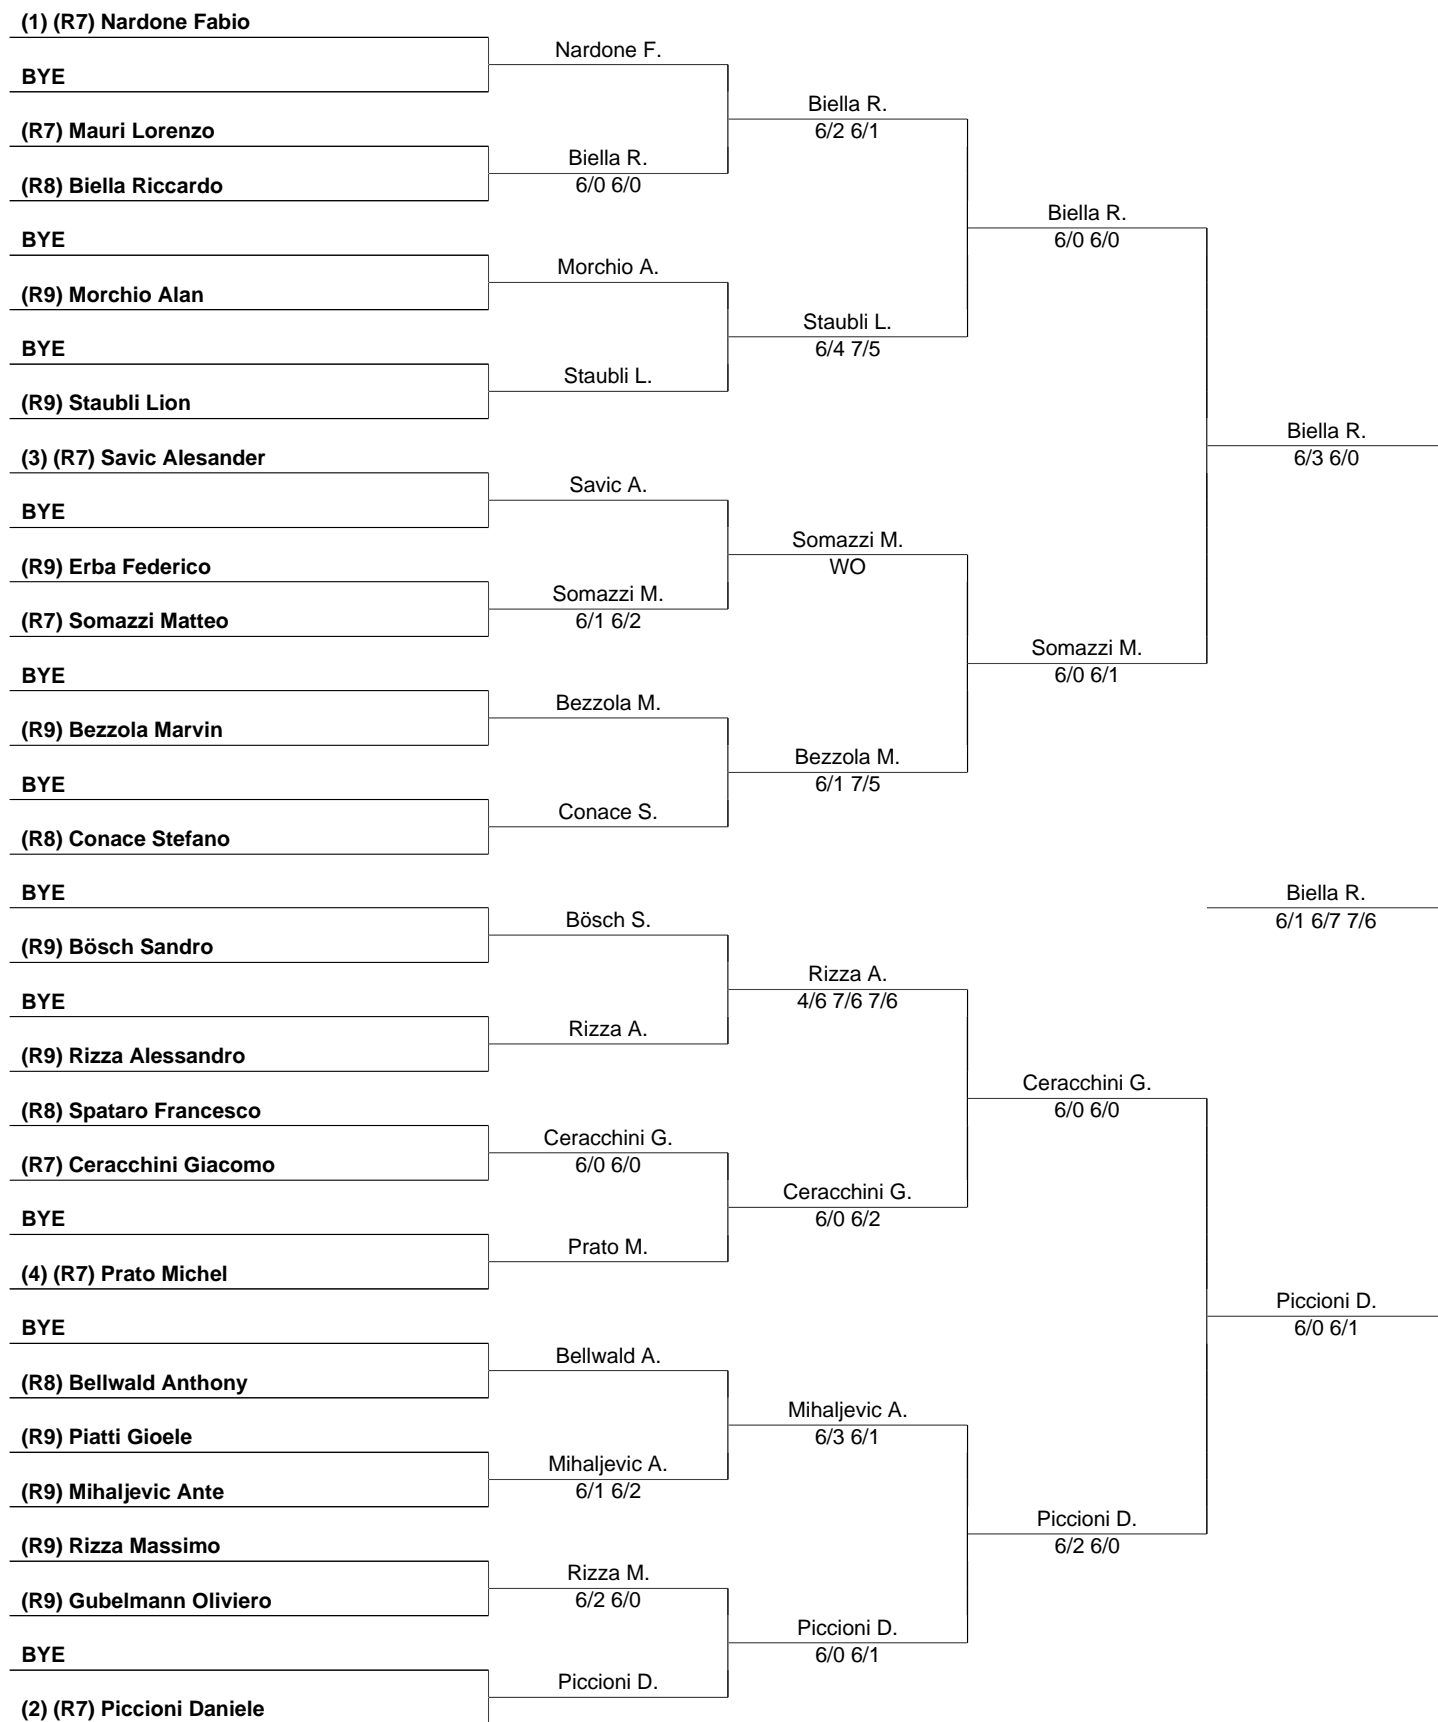 (1) (R7) Nardone Fabio
BYE
(R7) Mauri Lorenzo
(R8) Biella Riccardo
BYE
(R9) Morchio Alan
BYE
(R9) Staubli Lion
(3) (R7) Savic Alesander
BYE
(R9) Erba Federico
(R7) Somazzi Matteo
BYE
(R9) Bezzola Marvin
BYE
(R8) Conace Stefano
BYE
(R9) Bösch Sandro
BYE
(R9) Rizza Alessandro
(R8) Spataro Francesco
(R7) Ceracchini Giacomo
BYE
(4) (R7) Prato Michel
BYE
(R8) Bellwald Anthony
(R9) Piatti Gioele
(R9) Mihaljevic Ante
(R9) Rizza Massimo
(R9) Gubelmann Oliviero
BYE
(2) (R7) Piccioni Daniele
Nardone F.
Biella R.
6/0 6/0
Morchio A.
Staubli L.
Savic A.
Somazzi M.
6/1 6/2
Bezzola M.
Conace S.
Bösch S.
Rizza A.
Ceracchini G.
6/0 6/0
Prato M.
Bellwald A.
Mihaljevic A.
6/1 6/2
Rizza M.
6/2 6/0
Piccioni D.
Biella R.
6/2 6/1
Staubli L.
6/4 7/5
Somazzi M.
WO
Bezzola M.
6/1 7/5
Rizza A.
4/6 7/6 7/6
Ceracchini G.
6/0 6/2
Mihaljevic A.
6/3 6/1
Piccioni D.
6/0 6/1
Biella R.
6/0 6/0
Somazzi M.
6/0 6/1
Ceracchini G.
6/0 6/0
Piccioni D.
6/2 6/0
Biella R.
6/3 6/0
Biella R.
6/1 6/7 7/6
Piccioni D.
6/0 6/1